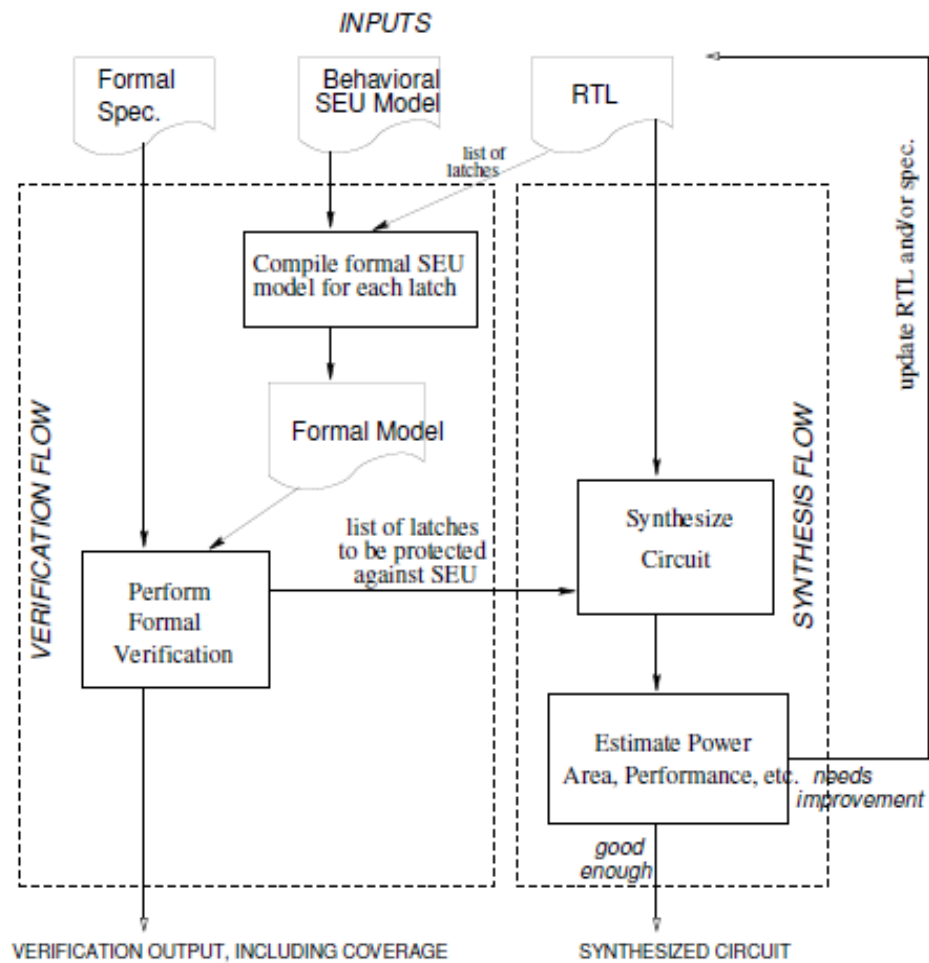 INPUTS
Formal
Spec.
Behavioral
SEU Model
RTL
list of
latches
update RTL and/or spec.
Compile formal SEU
model for each latch
Formal Model
VERIFICATION FLOW
SYNTHESIS FLOW
list of latches
to be protected
against SEU
Synthesize
Circuit
Perform
Formal
Verification
Estimate Power
Area, Performance, etc.
needs
improvement
good
enough
VERIFICATION OUTPUT, INCLUDING COVERAGE
SYNTHESIZED CIRCUIT